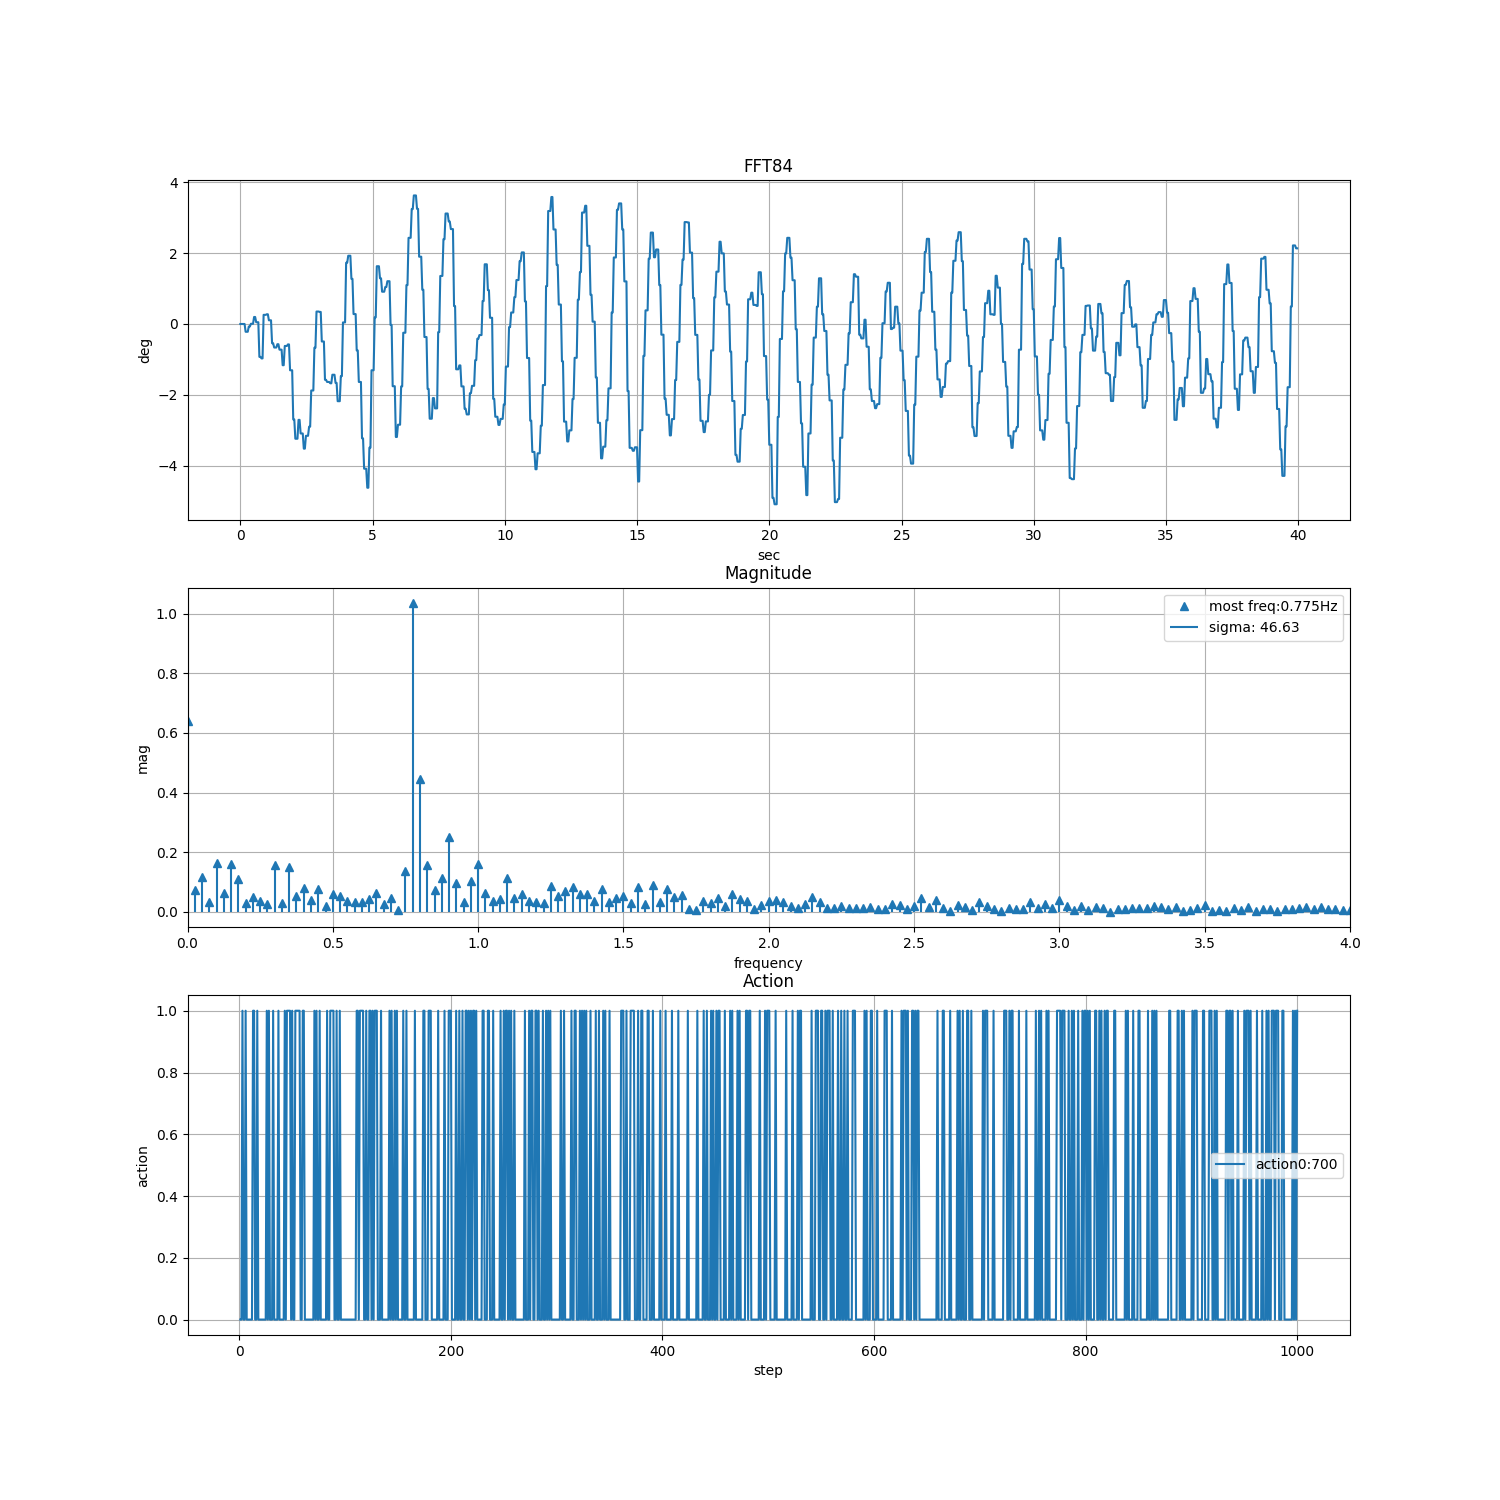 FFT84
4
2
0
−2
−4
deg
0 5 10 15 20 25 30 35 40
sec
Magnitude
most freq:0.775Hz
sigma: 46.63
1.0
0.8
0.6
0.4
0.2
0.0
mag
0.0 0.5 1.0 1.5 2.0 2.5 3.0 3.5 4.0
frequency
Action
1.0
0.8
0.6
0.4
0.2
0.0
action
action0:700
0 200 400 600 800 1000
step